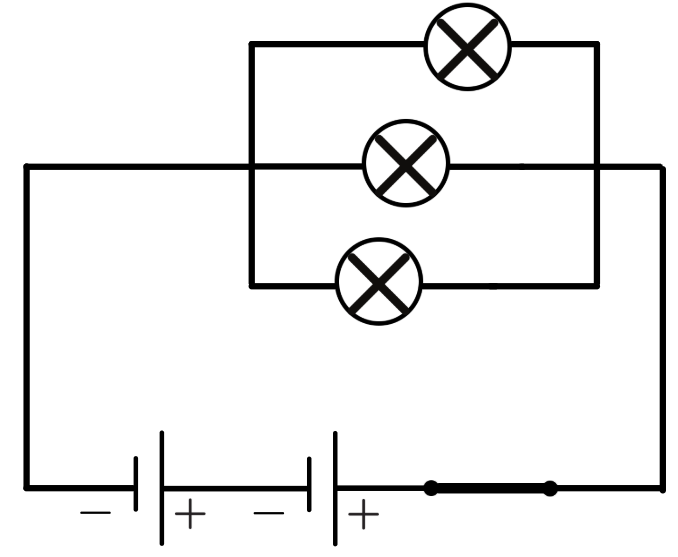 − + − +